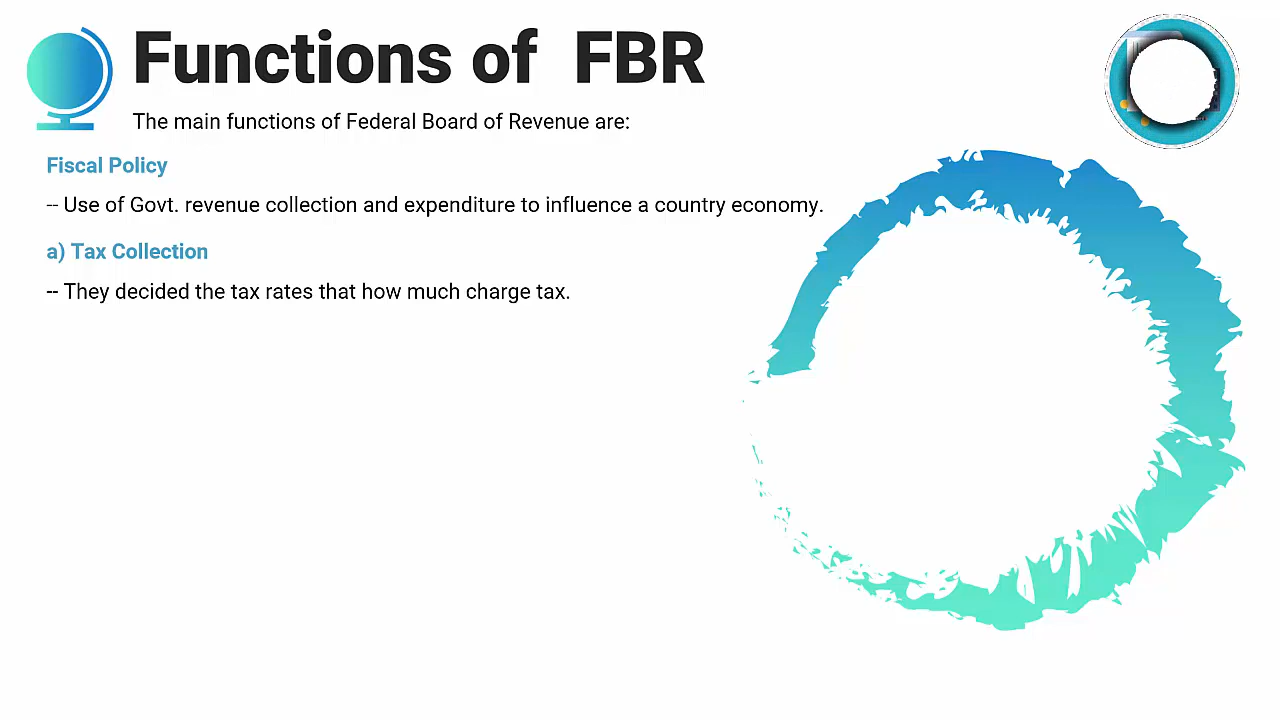 Functions of FBR
The main functions of Federal Board of Revenue are:
Fiscal Policy
-- Use of Govt. revenue collection and expenditure to influence a country economy.
a) Tax Collection
-- They decided the tax rates that how much charge tax.